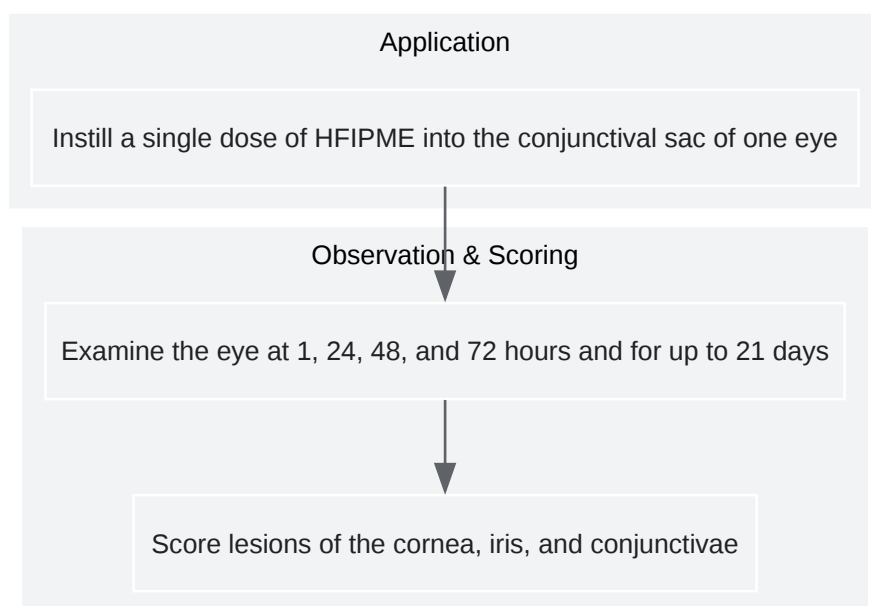 Application
Instill a single dose of HFIPME into the conjunctival sac of one eye
Observation & Scoring
Examine the eye at 1, 24, 48, and 72 hours and for up to 21 days
Score lesions of the cornea, iris, and conjunctivae